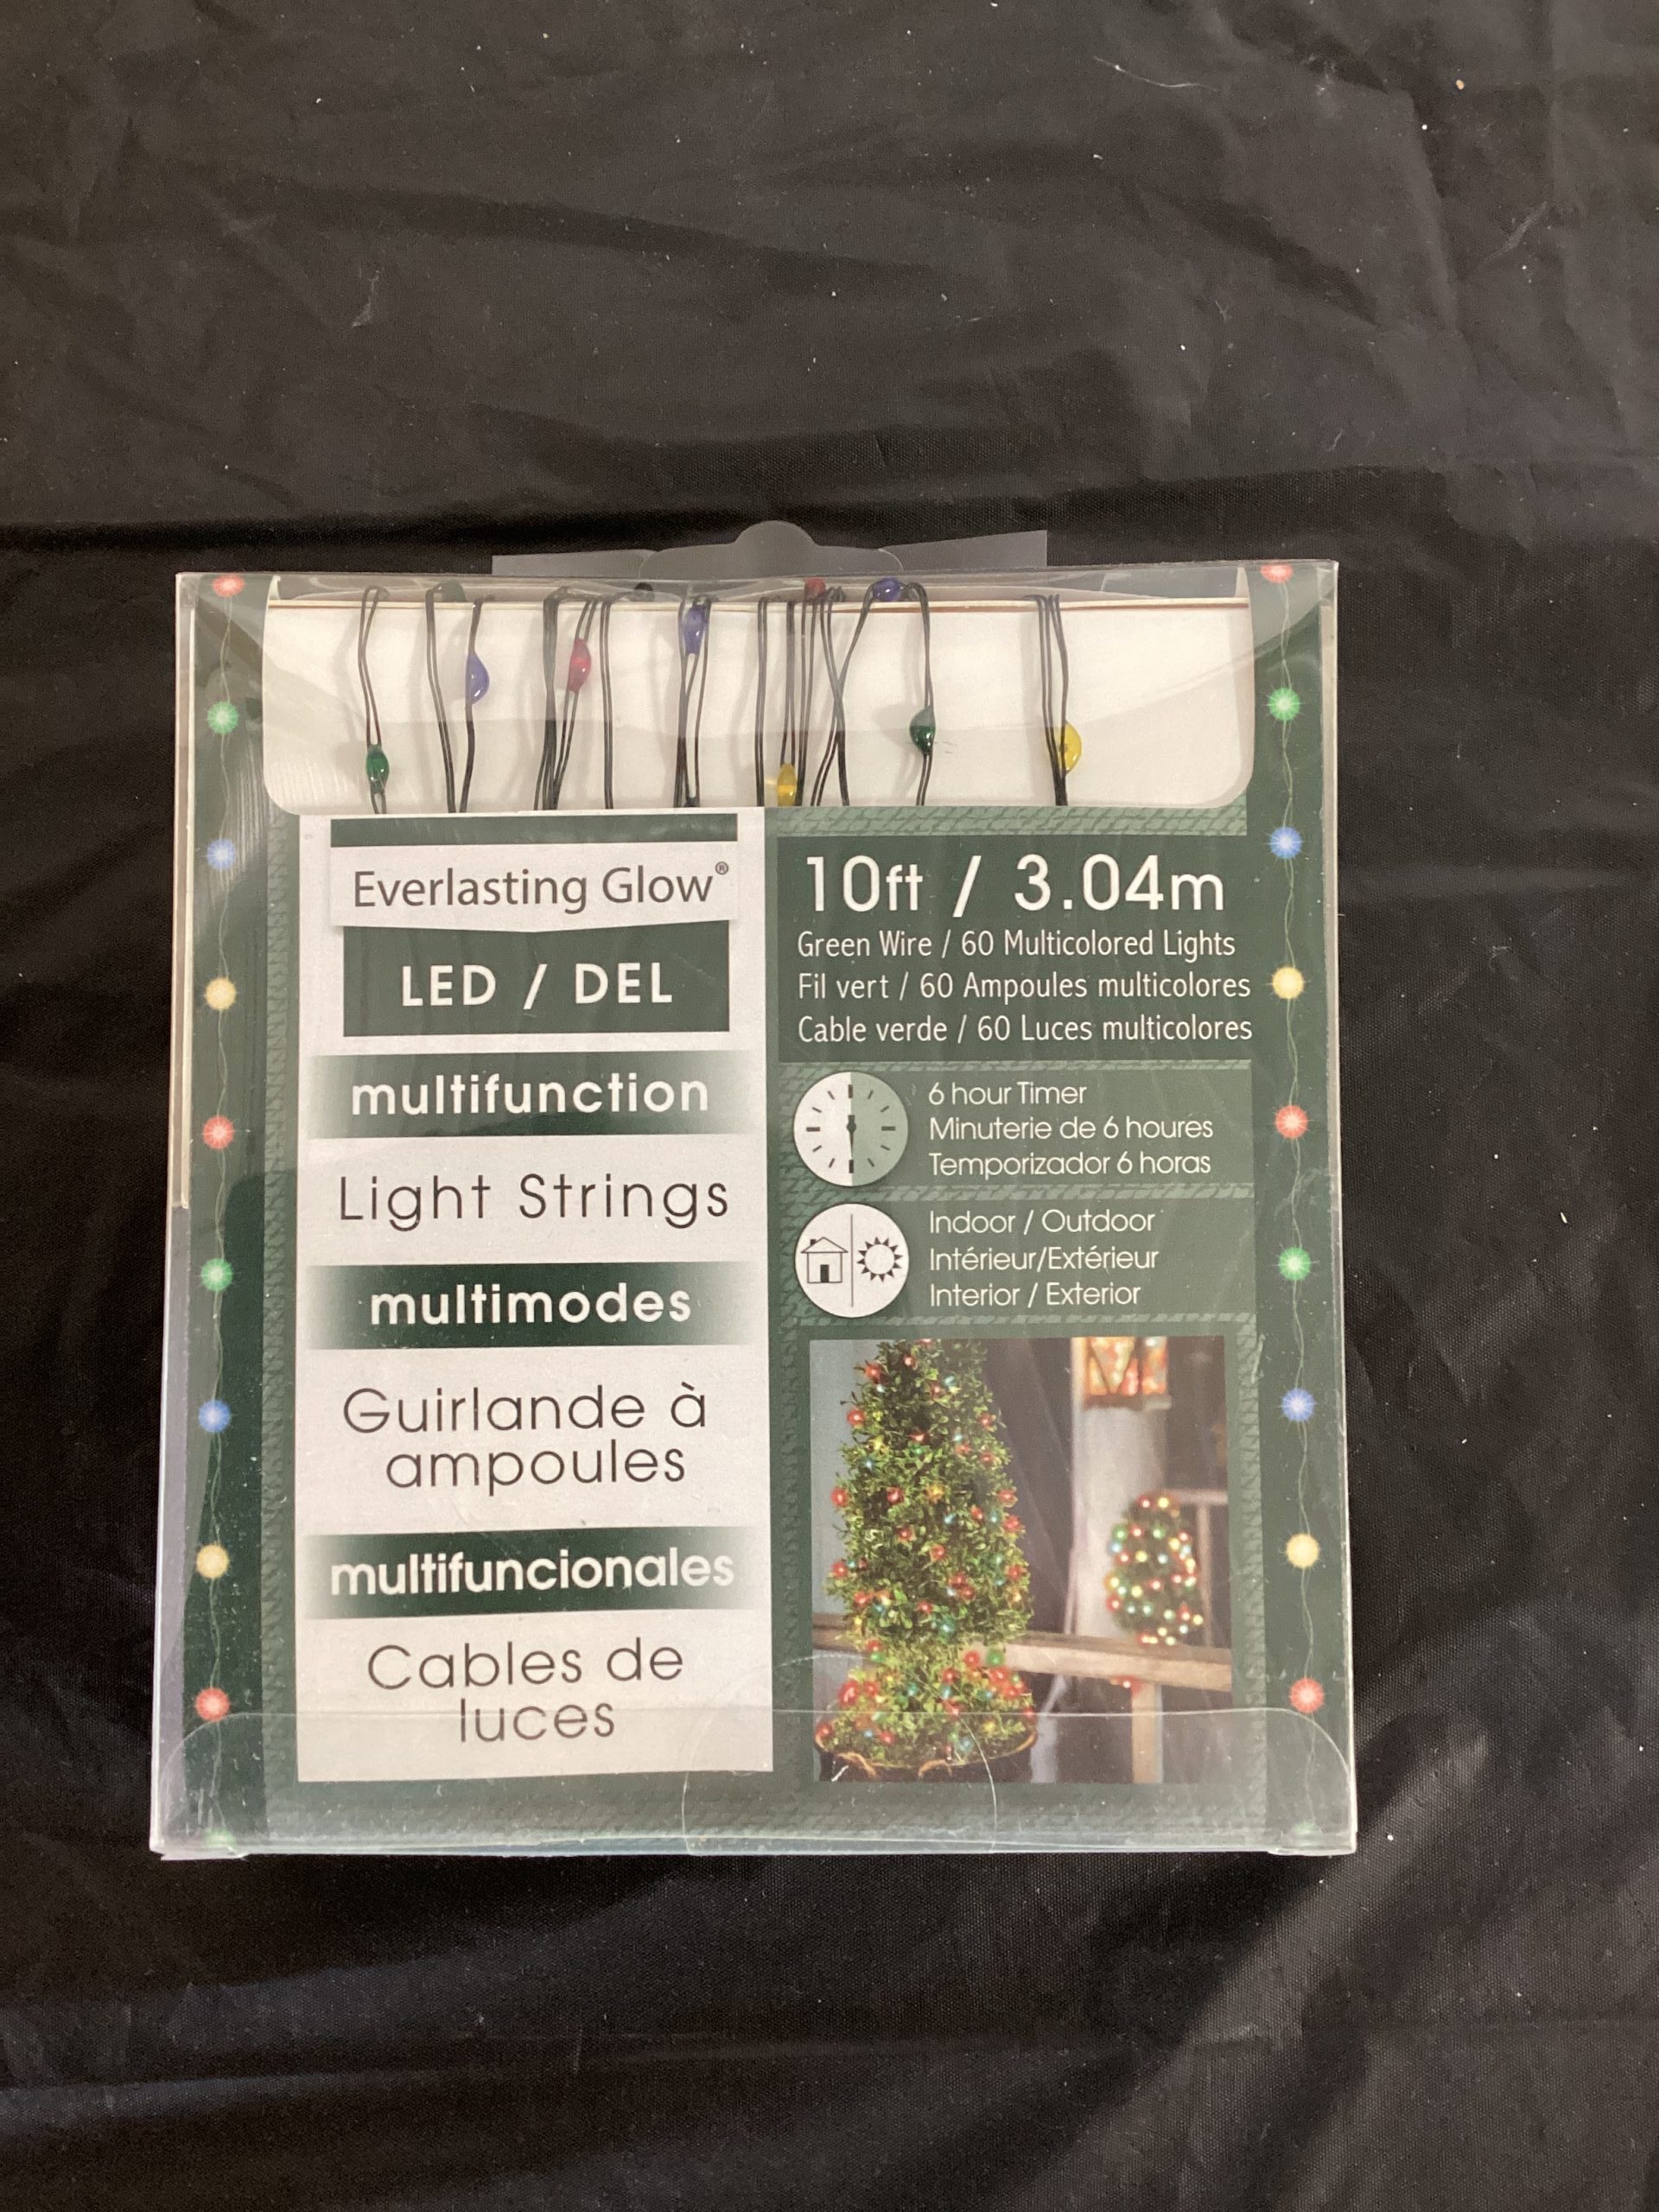 Everlasting Glow®
LED / DEL
multifunction
Light Strings
multimodes
Guirlande à
ampoules
multifuncionales
Cables de
luces
10ft / 3.04m
Green Wire / 60 Multicolored Lights
Fil vert / 60 Ampoules multicolores
Cable verde / 60 Luces multicolores
6 hour Timer
Minuterie de 6 houres
Temporizador 6 horas
Indoor / Outdoor
Intérieur/Extérieur
Interior / Exterior